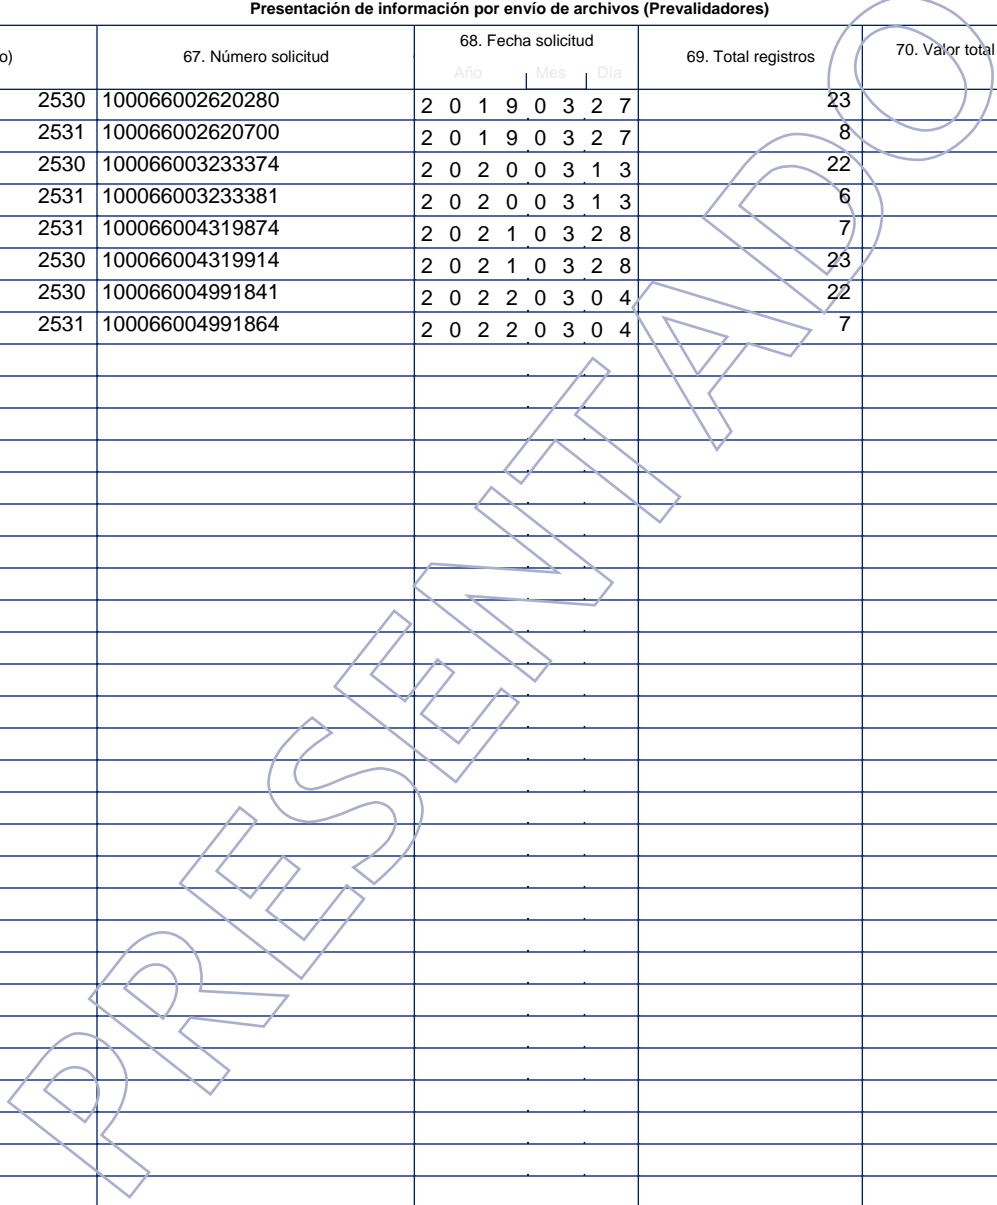 Presentación de información por envío de archivos (Prevalidadores)
o) 67. Número solicitud 68. Fecha solicitud 69. Total registros 70. Valor total
Año Mes Día
2530 100066002620280 2 0 1 9 0 3 2 7 23
2531 100066002620700 2 0 1 9 0 3 2 7 8
2530 100066003233374 2 0 2 0 0 3 1 3 22
2531 100066003233381 2 0 2 0 0 3 1 3 6
2531 100066004319874 2 0 2 1 0 3 2 8 7
2530 100066004319914 2 0 2 1 0 3 2 8 23
2530 100066004991841 2 0 2 2 0 3 0 4 22
2531 100066004991864 2 0 2 2 0 3 0 4 7
PRESENTADO